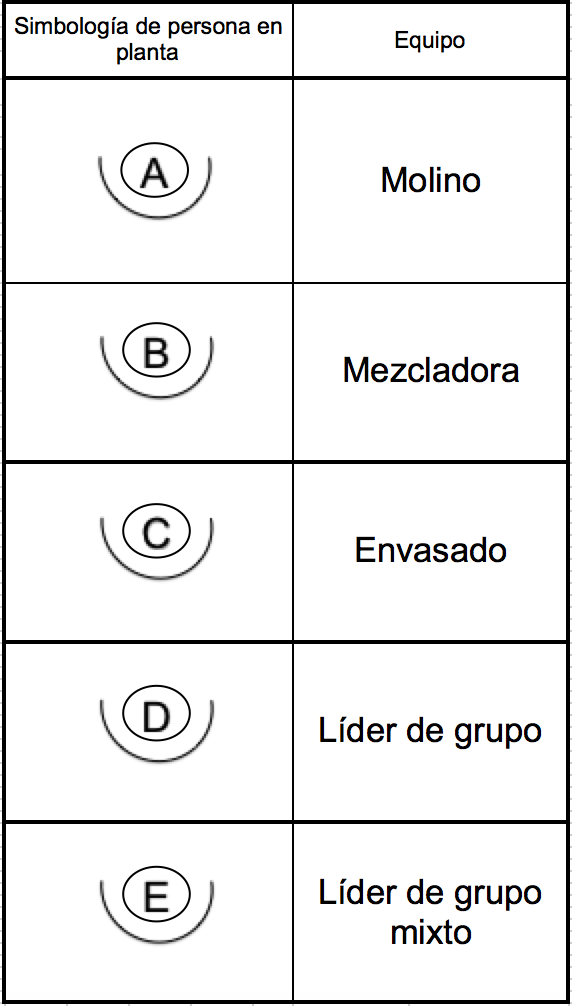 Simbología de persona en
planta
Equipo
A
Molino
B
Mezcladora
C
Envasado
D
Líder de grupo
E
Líder de grupo
mixto